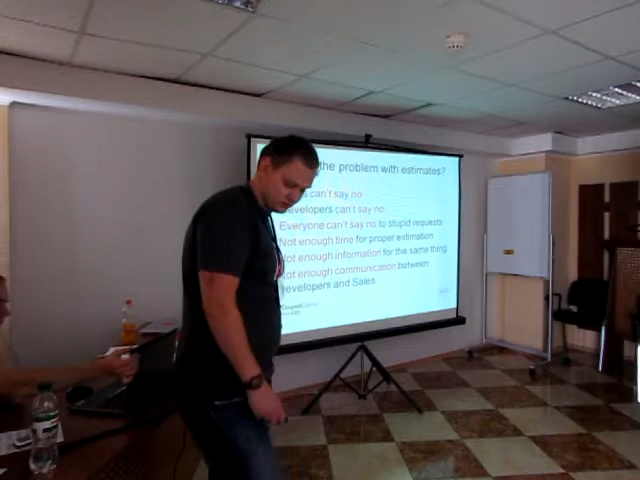 the problem with estimates?
can't say no
Developers can't say no
Everyone can't say no to stupid requests
Not enough time for proper estimation
Not enough information for the same thing
Not enough communication between
developers and Sales